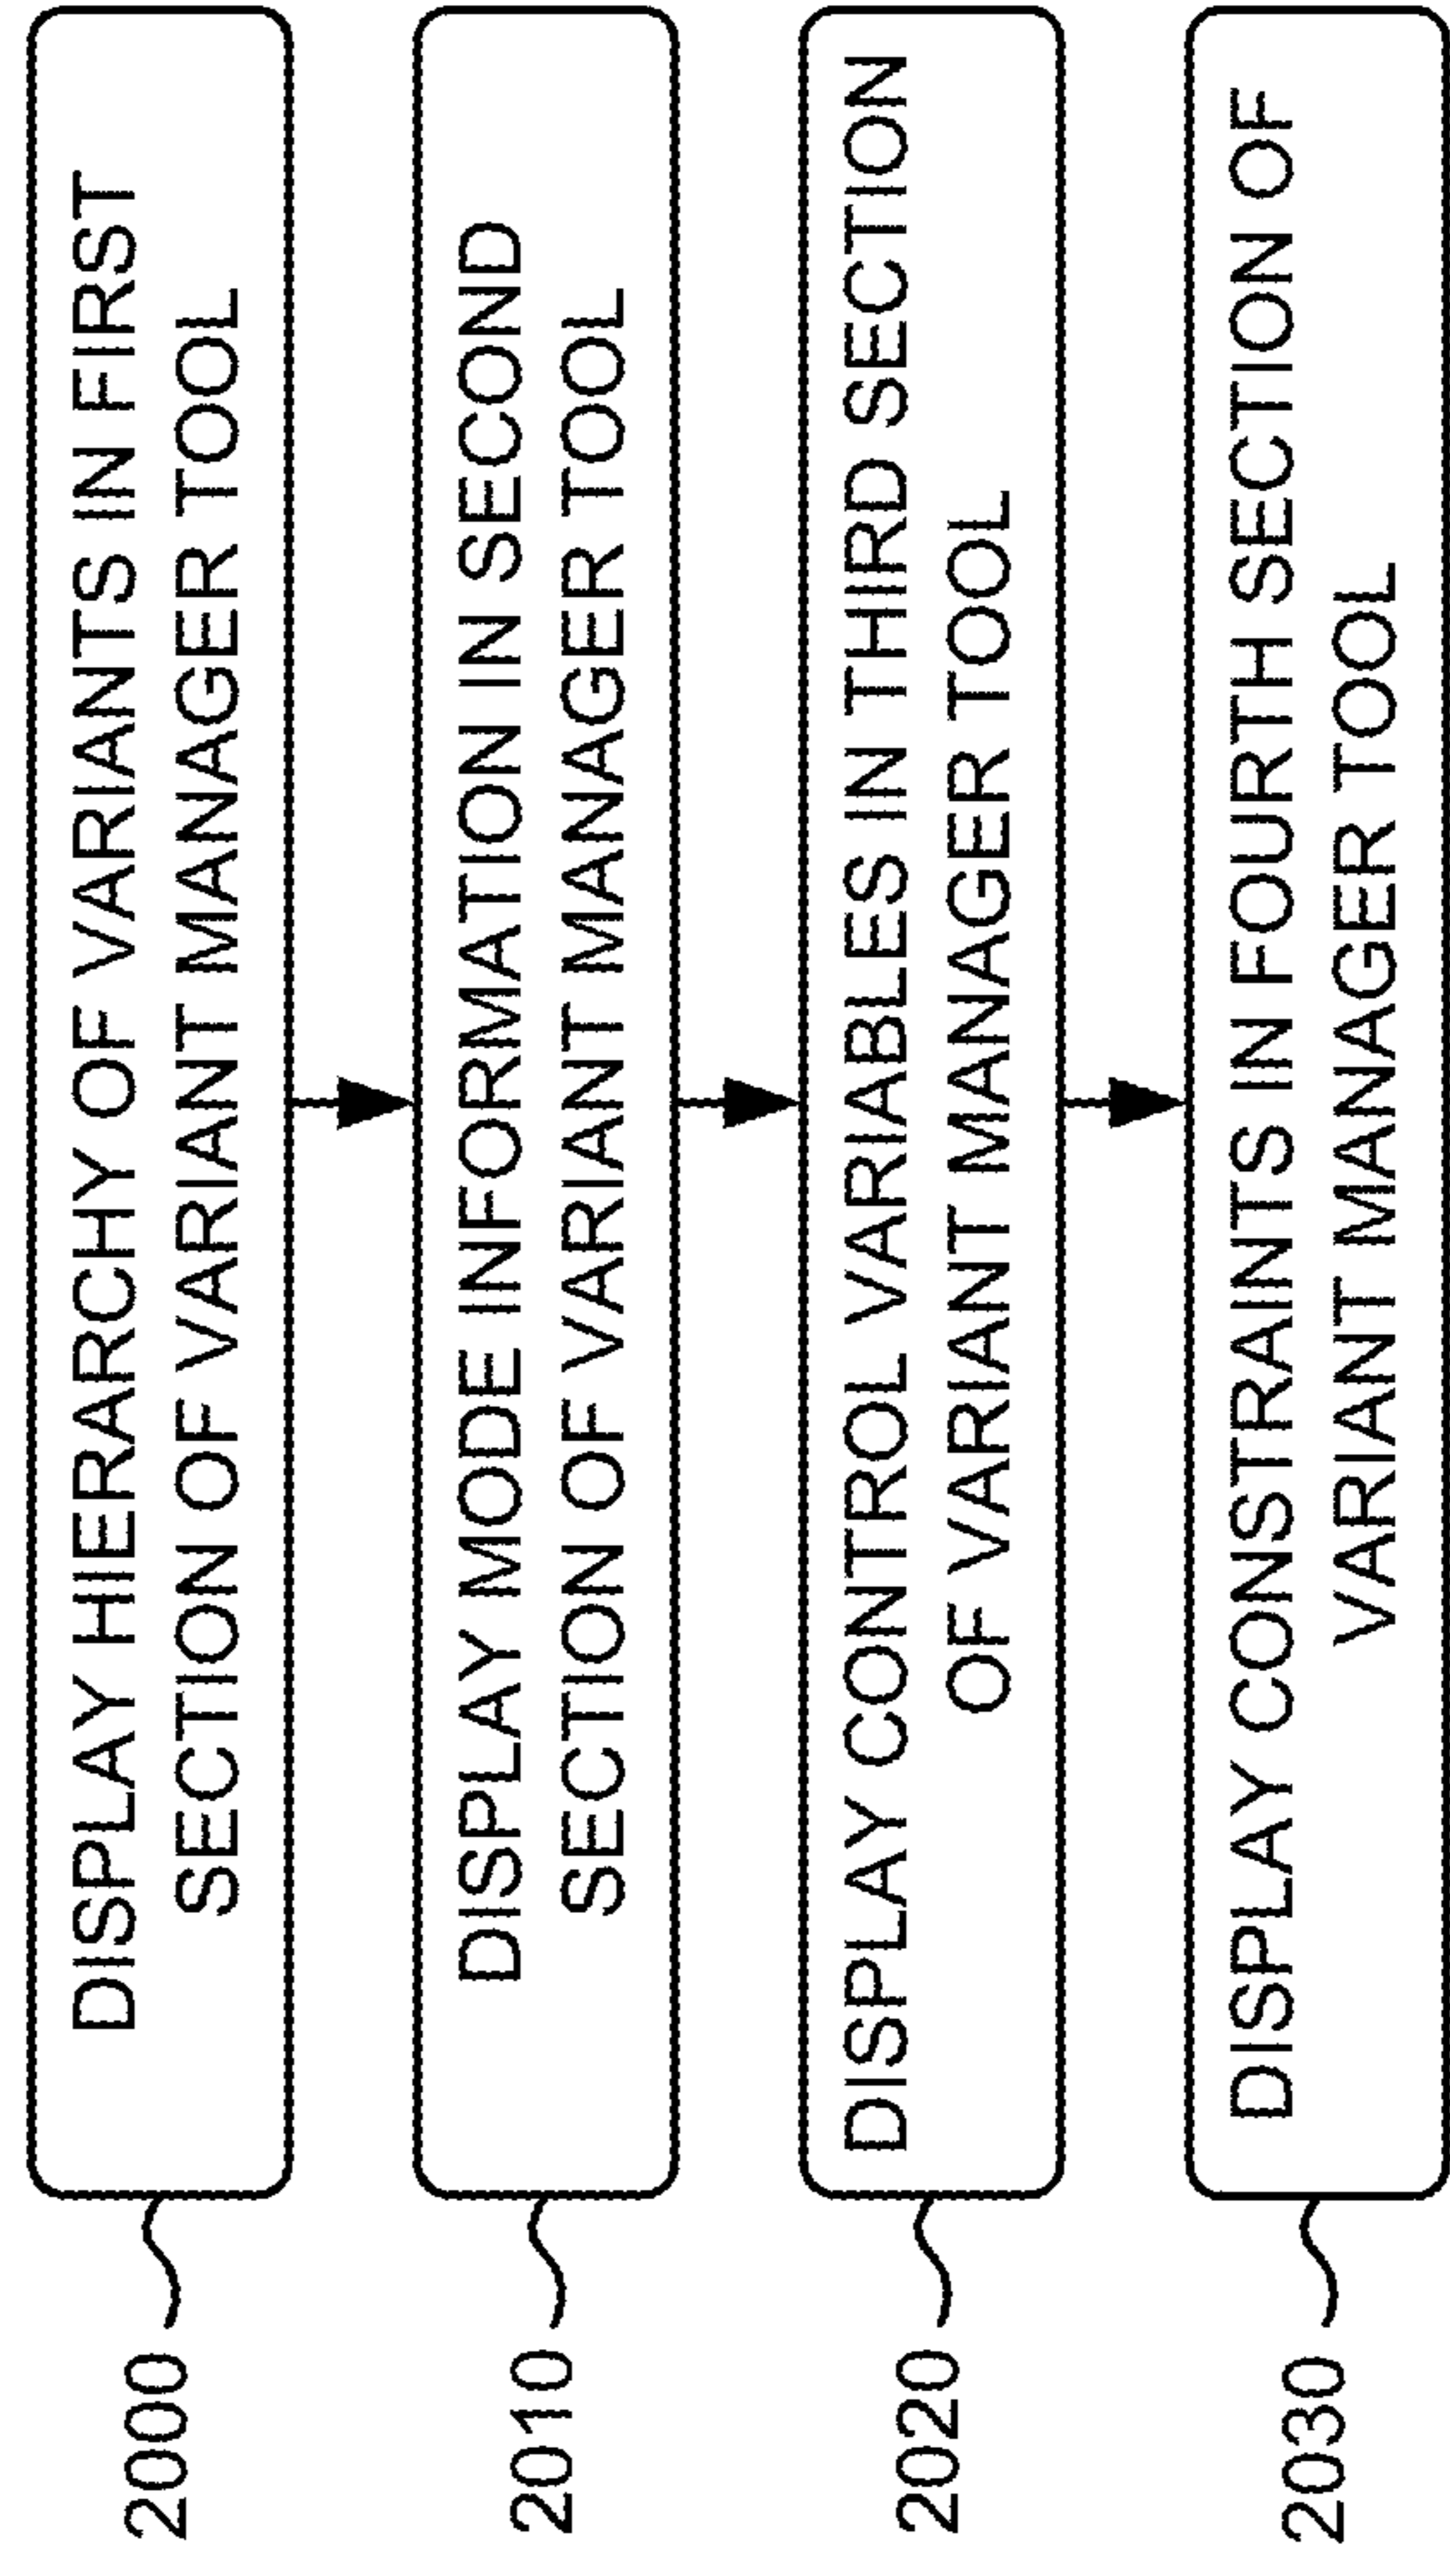 2000
DISPLAY HIERARCHY OF VARIANTS IN FIRST
SECTION OF VARIANT MANAGER TOOL
2010
DISPLAY MODE INFORMATION IN SECOND
SECTION OF VARIANT MANAGER TOOL
2020
DISPLAY CONTROL VARIABLES IN THIRD SECTION
OF VARIANT MANAGER TOOL
2030
DISPLAY CONSTRAINTS IN FOURTH SECTION OF
VARIANT MANAGER TOOL